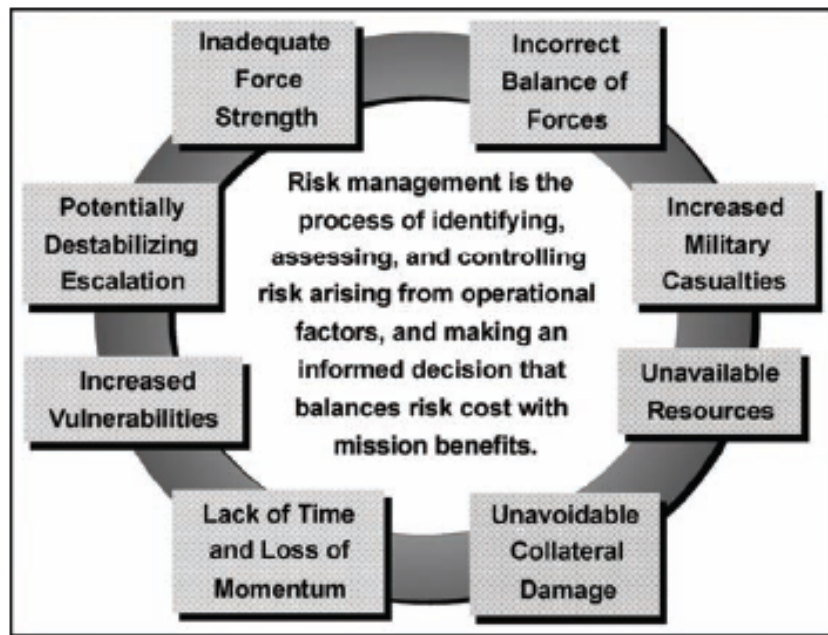 Inadequate
Force
Strength
Incorrect
Balance of
Forces
Potentially
Destabilizing
Escalation
Risk management is the
process of identifying,
assessing, and controlling
risk arising from operational
factors, and making an
informed decision that
balances risk cost with
mission benefits.
Increased
Military
Casualties
Increased
Vulnerabilities
Unavailable
Resources
Lack of Time
and Loss of
Momentum
Unavoidable
Collateral
Damage